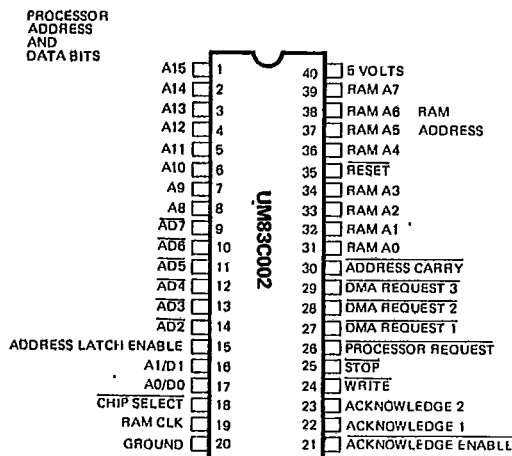 PROCESSOR
ADDRESS
AND
DATA BITS
A15 1
A14 2
A13 3
A12 4
A11 5
A10 6
A9 7
A8 8
AD7 9
AD6 10
AD5 11
AD4 12
AD3 13
AD2 14
ADDRESS LATCH ENABLE 15
A1/D1 16
A0/D0 17
CHIP SELECT 18
RAM CLK 19
GROUND 20
UM83C002
40 5 VOLTS
39 RAM A7
38 RAM A6 RAM
37 RAM A5 ADDRESS
36 RAM A4
35 RESET
34 RAM A3
33 RAM A2
32 RAM A1
31 RAM A0
30 ADDRESS CARRY
29 DMA REQUEST 3
28 DMA REQUEST 2
27 DMA REQUEST 1
26 PROCESSOR REQUEST
25 STOP
24 WRITE
23 ACKNOWLEDGE 2
22 ACKNOWLEDGE 1
21 ACKNOWLEDGE ENABLE